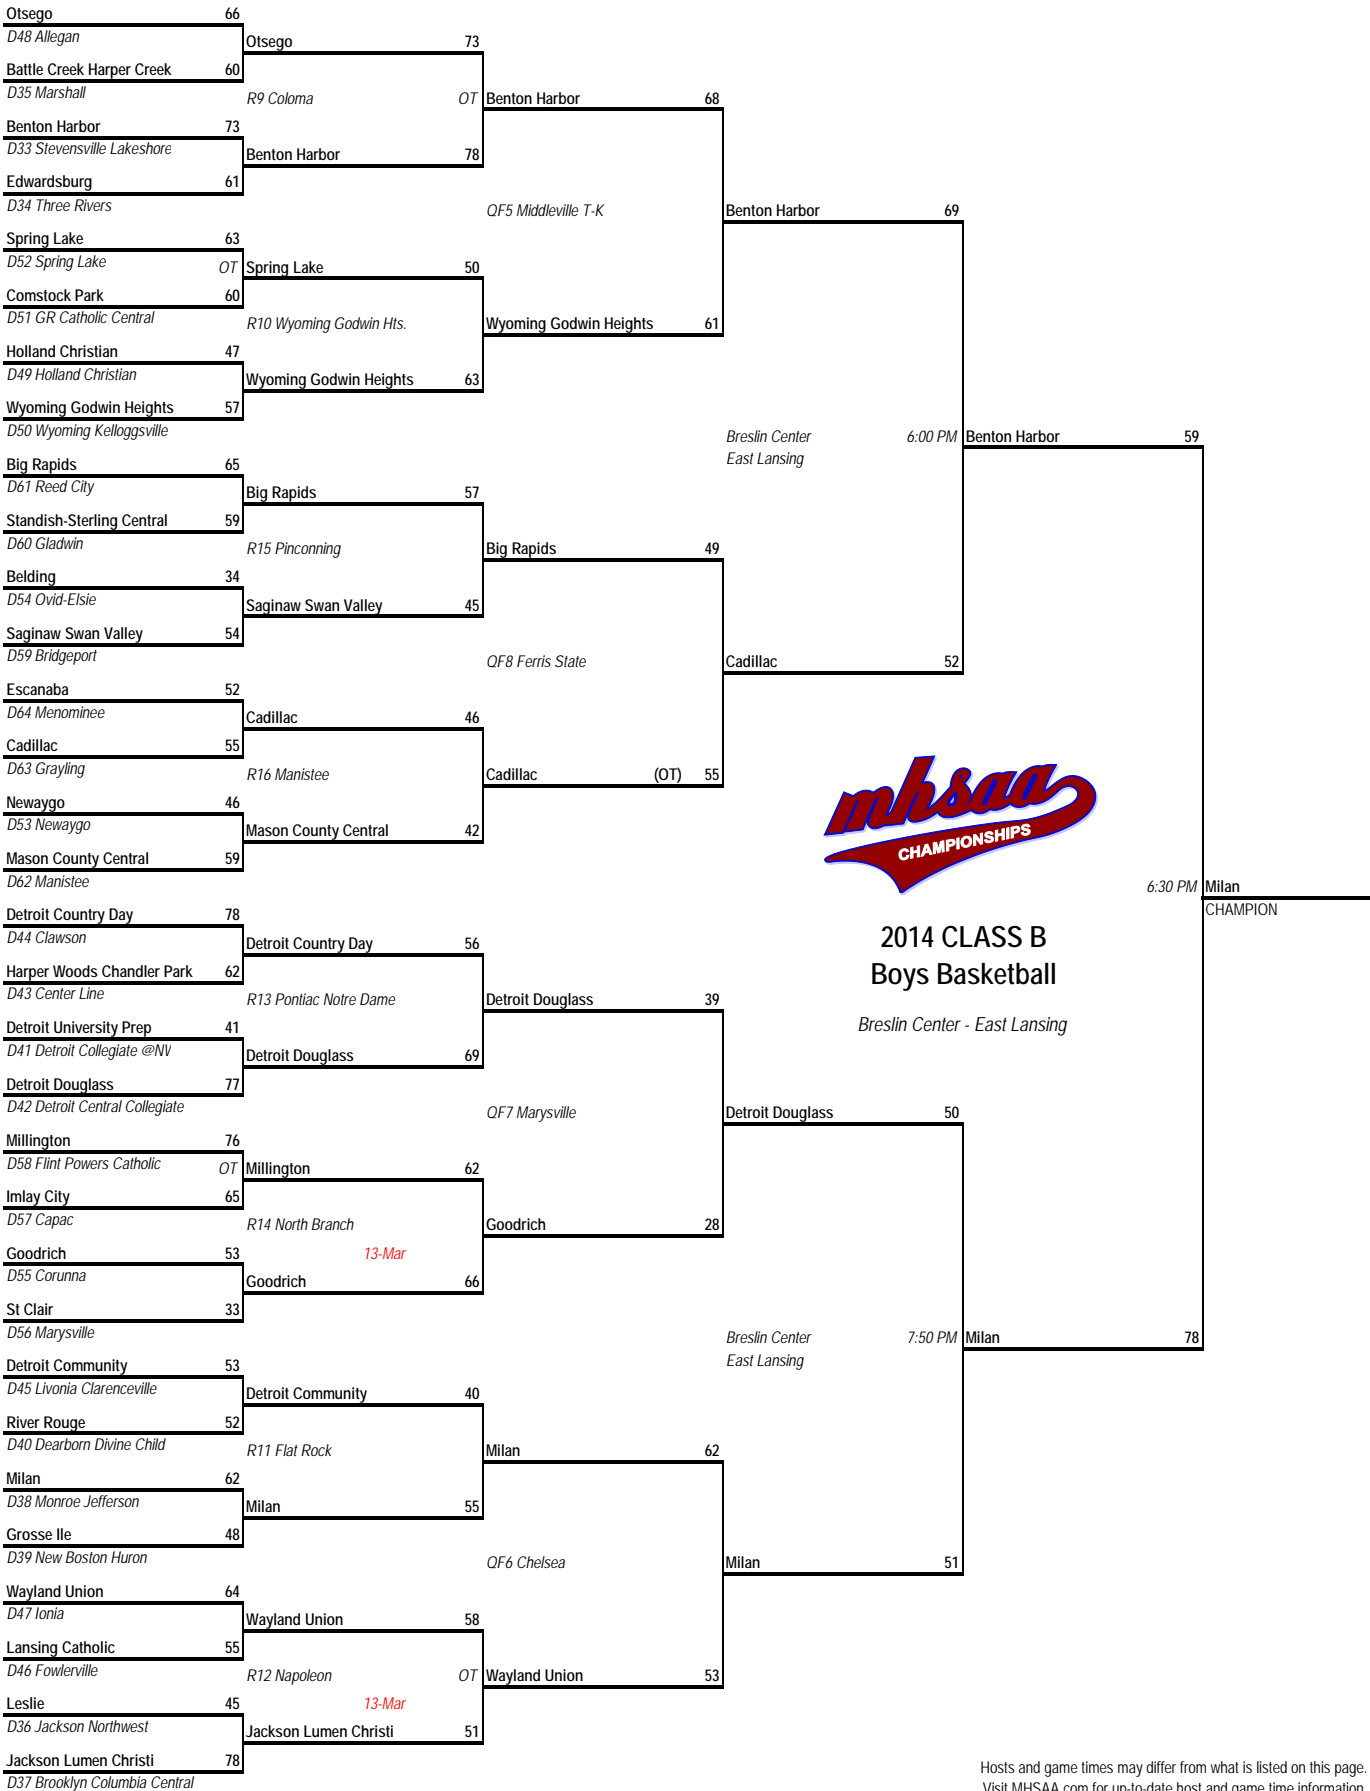 Otsego 66
D48 Allegan
Otsego 73
Battle Creek Harper Creek 60
D35 Marshall
R9 Coloma OT Benton Harbor 68
Benton Harbor 73
D33 Stevensville Lakeshore
Benton Harbor 78
Edwardsburg 61
D34 Three Rivers
QF5 Middleville T-K Benton Harbor 69
Spring Lake 63
D52 Spring Lake OT Spring Lake 50
Comstock Park 60
D51 GR Catholic Central
R10 Wyoming Godwin Hts. Wyoming Godwin Heights 61
Holland Christian 47
D49 Holland Christian
Wyoming Godwin Heights 63
Wyoming Godwin Heights 57
D50 Wyoming Kelloggsville
Breslin Center 6:00 PM Benton Harbor 59
East Lansing
Big Rapids 65
D61 Reed City
Big Rapids 57
Standish-Sterling Central 59
D60 Gladwin
R15 Pinconning Big Rapids 49
Belding 34
D54 Ovid-Elsie
Saginaw Swan Valley 45
Saginaw Swan Valley 54
D59 Bridgeport
QF8 Ferris State Cadillac 52
Escanaba 52
D64 Menominee
Cadillac 46
Cadillac 55
D63 Grayling
R16 Manistee Cadillac (OT) 55
Newaygo 46
D53 Newaygo
Mason County Central 42
Mason County Central 59
D62 Manistee
mhsaa
CHAMPIONSHIPS
6:30 PM Milan
CHAMPION
2014 CLASS B
Boys Basketball
Breslin Center - East Lansing
Detroit Country Day 78
D44 Clawson
Detroit Country Day 56
Harper Woods Chandler Park 62
D43 Center Line
R13 Pontiac Notre Dame Detroit Douglass 39
Detroit University Prep 41
D41 Detroit Collegiate @NW
Detroit Douglass 69
Detroit Douglass 77
D42 Detroit Central Collegiate
QF7 Marysville Detroit Douglass 50
Millington 76
D58 Flint Powers Catholic OT Millington 62
Imlay City 65
D57 Capac
R14 North Branch Goodrich 28
Goodrich 53 13-Mar
D55 Corunna
Goodrich 66
St Clair 33
D56 Marysville
Breslin Center 7:50 PM Milan 78
East Lansing
Detroit Community 53
D45 Livonia Clarenceville
Detroit Community 40
River Rouge 52
D40 Dearborn Divine Child
R11 Flat Rock Milan 62
Milan 62
D38 Monroe Jefferson
Milan 55
Grosse Ile 48
D39 New Boston Huron
QF6 Chelsea Milan 51
Wayland Union 64
D47 Ionia
Wayland Union 58
Lansing Catholic 55
D46 Fowlerville
R12 Napoleon OT Wayland Union 53
Leslie 45 13-Mar
D36 Jackson Northwest
Jackson Lumen Christi 51
Jackson Lumen Christi 78
D37 Brooklyn Columbia Central
Hosts and game times may differ from what is listed on this page.
Visit MHSAA.com for up-to-date host and game time information.